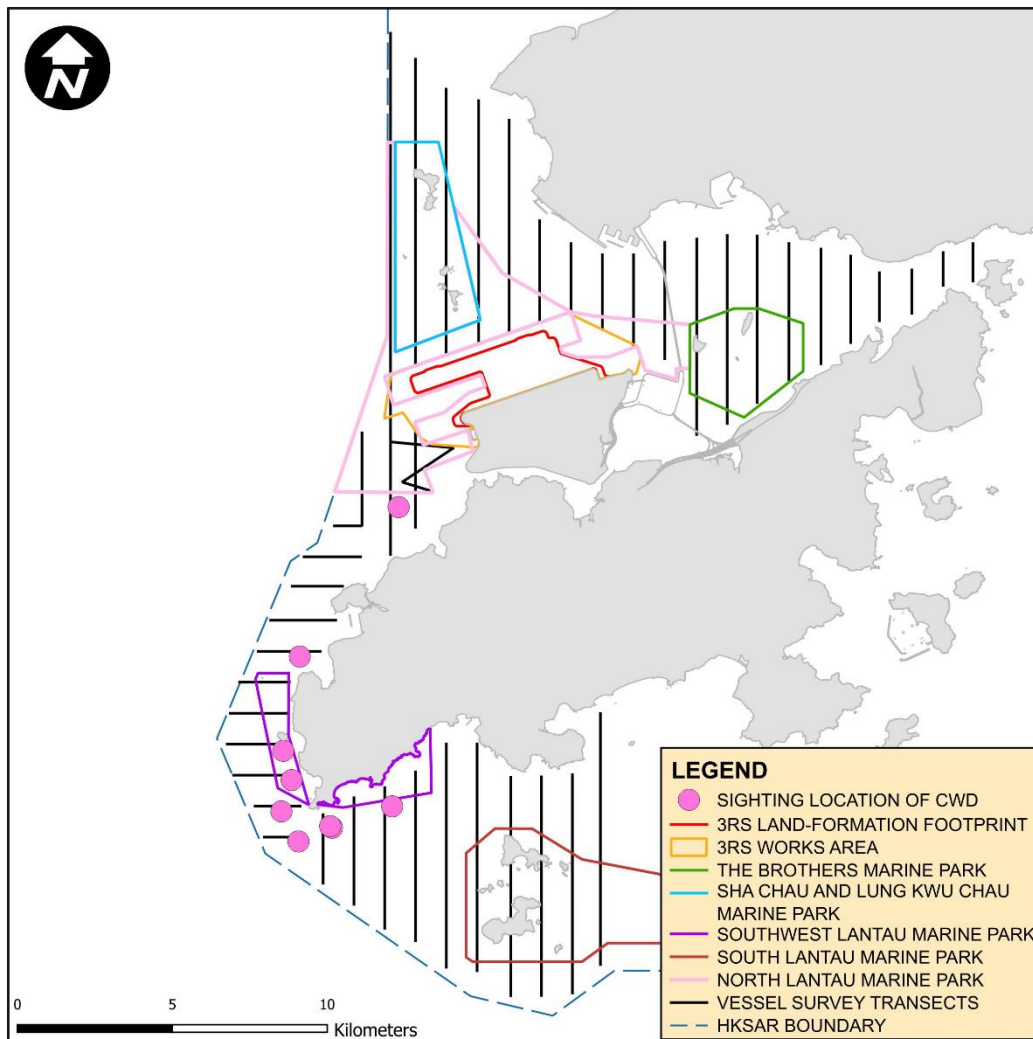 N
LEGEND
SIGHTING LOCATION OF CWD
3RS LAND-FORMATION FOOTPRINT
3RS WORKS AREA
THE BROTHERS MARINE PARK
SHA CHAU AND LUNG KWU CHAU
MARINE PARK
SOUTHWEST LANTAU MARINE PARK
SOUTH LANTAU MARINE PARK
NORTH LANTAU MARINE PARK
VESSEL SURVEY TRANSECTS
HKSAR BOUNDARY
0 5 10
Kilometers